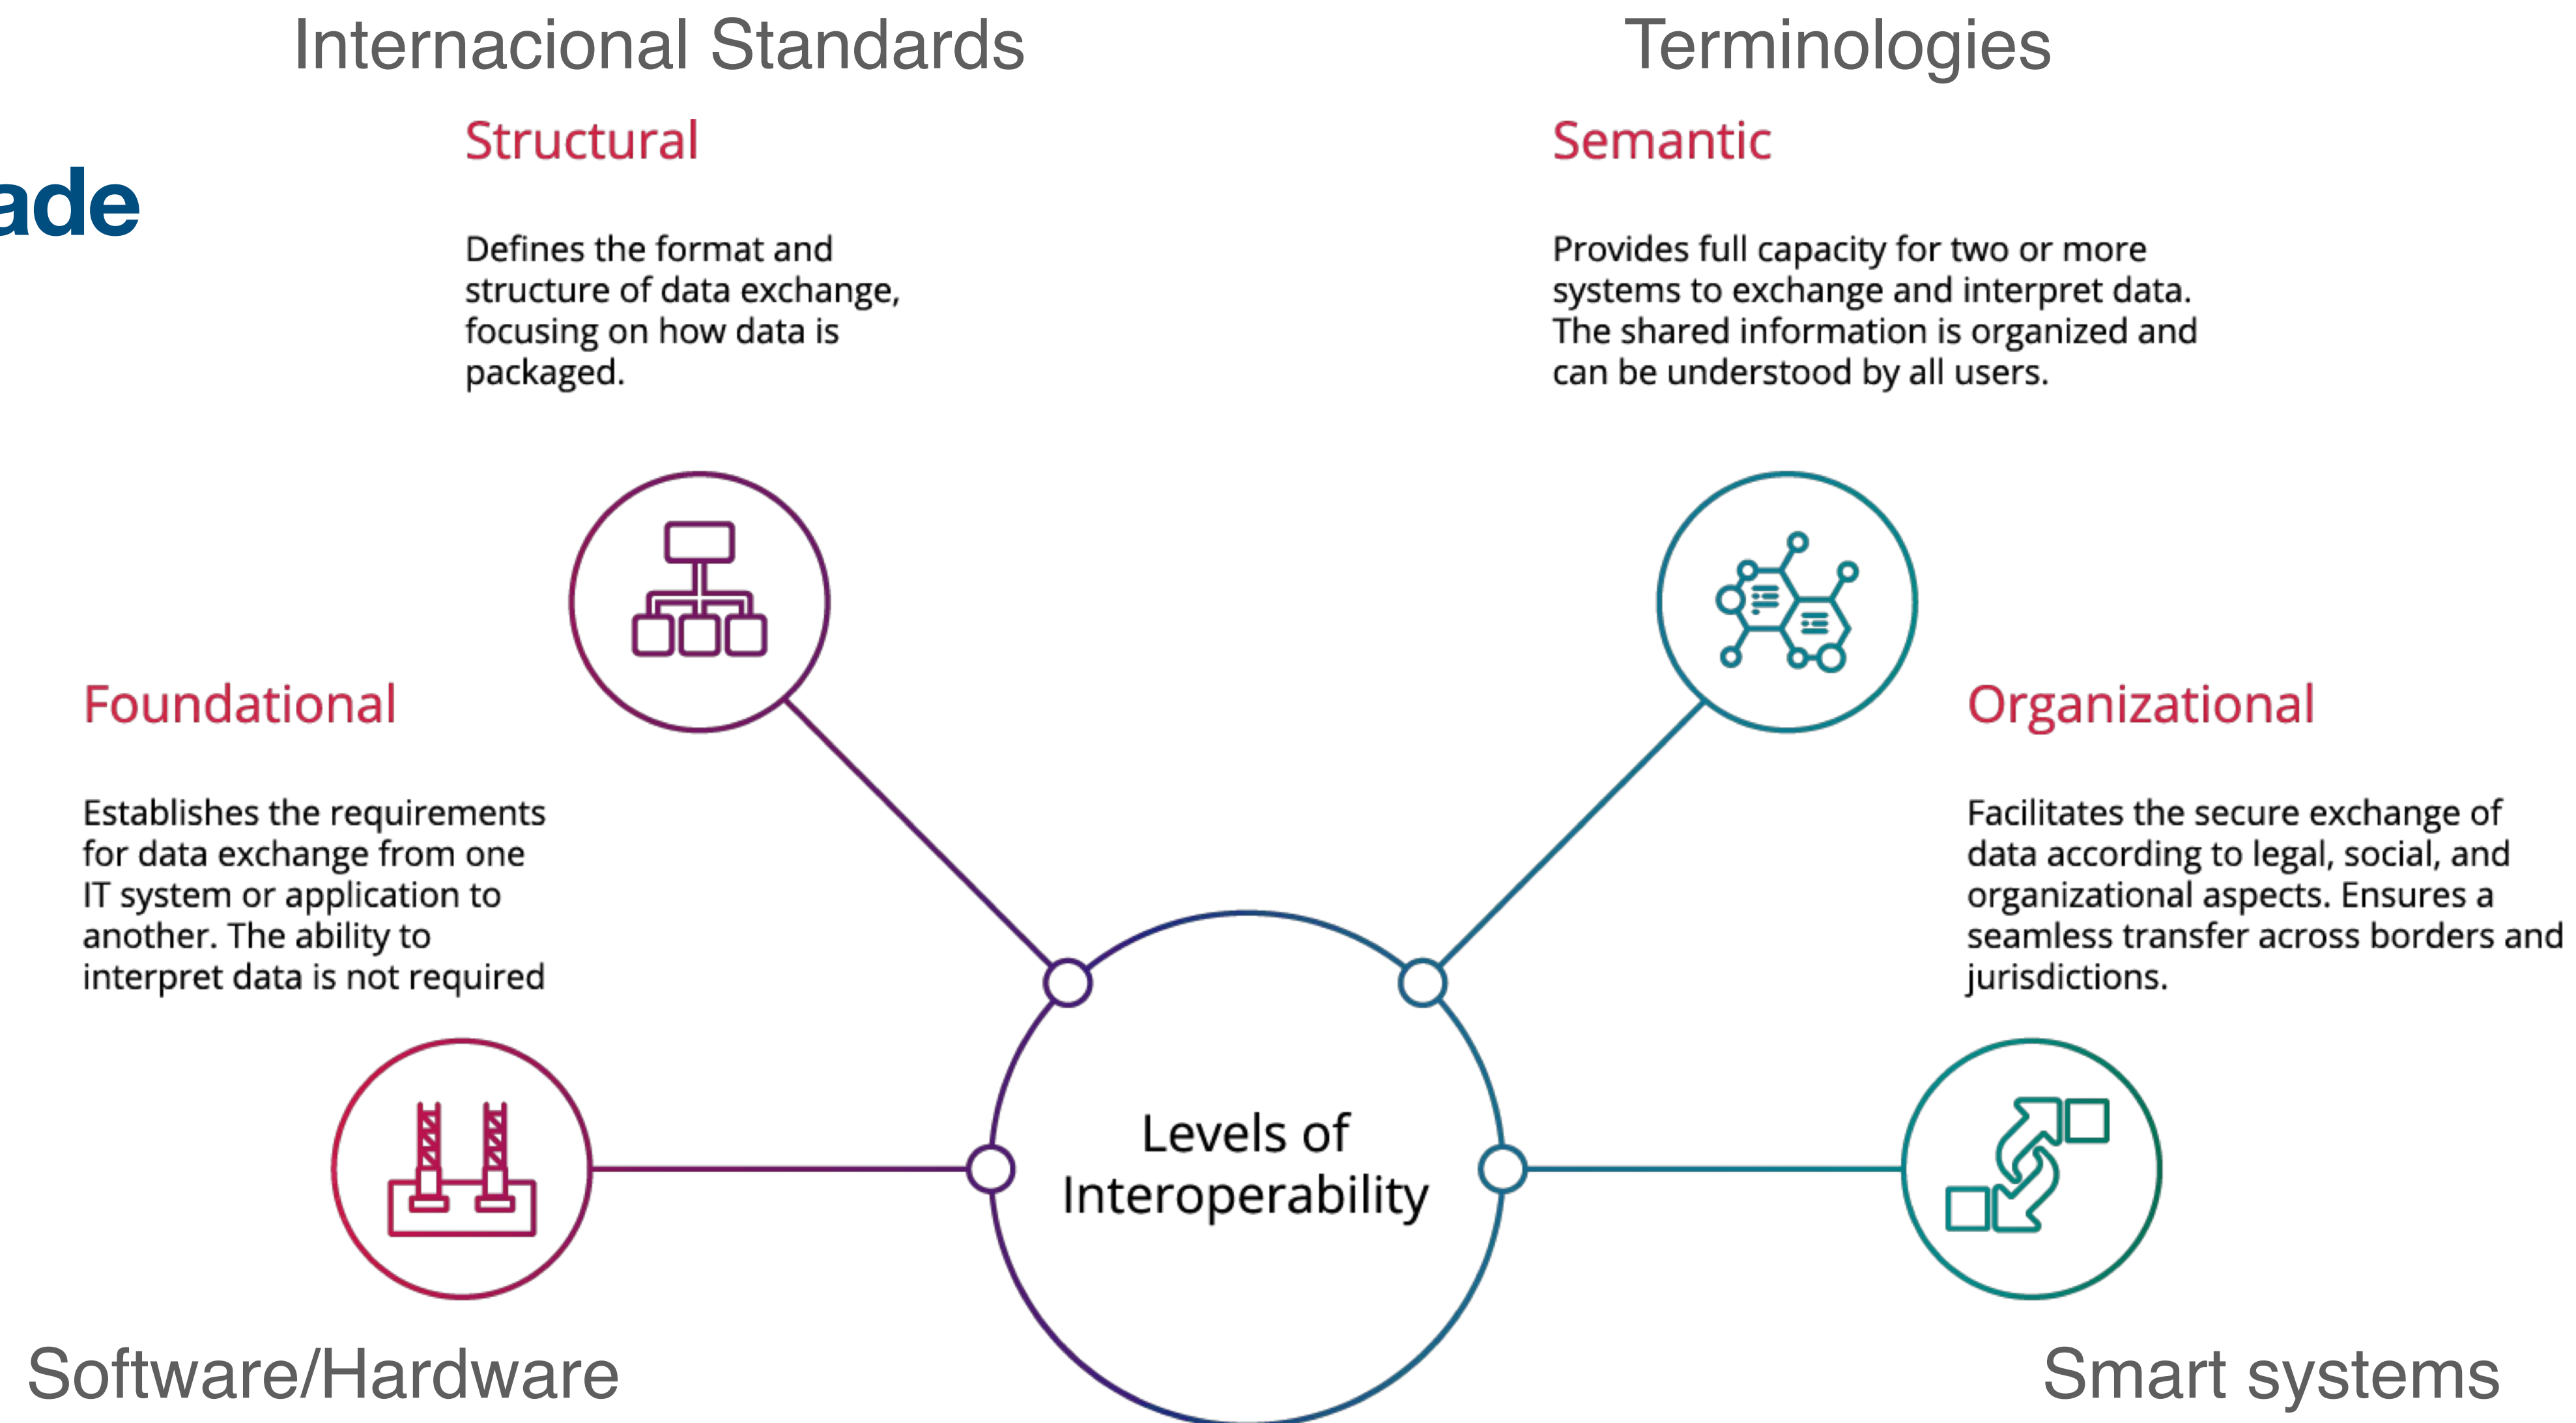 Internacional Standards
Terminologies
ade
Structural
Defines the format and
structure of data exchange,
focusing on how data is
packaged.
Semantic
Provides full capacity for two or more
systems to exchange and interpret data.
The shared information is organized and
can be understood by all users.
Foundational
Establishes the requirements
for data exchange from one
IT system or application to
another. The ability to
interpret data is not required
Organizational
Facilitates the secure exchange of
data according to legal, social, and
organizational aspects. Ensures a
seamless transfer across borders and
jurisdictions.
Levels of
Interoperability
Software/Hardware
Smart systems